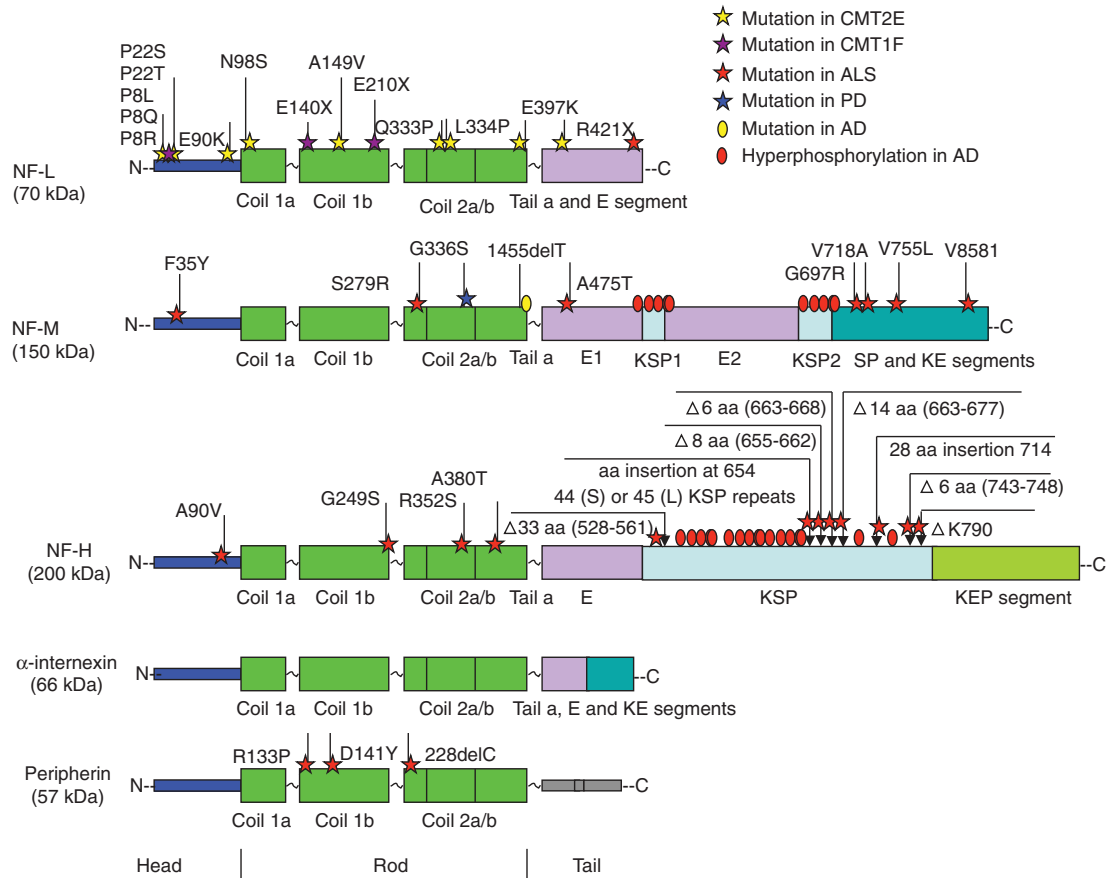 Mutation in CMT2E
Mutation in CMT1F
Mutation in ALS
Mutation in PD
Mutation in AD
Hyperphosphorylation in AD
P22S
P22T
P8L
P8Q
P8R
E90K
N98S
E140X
A149V
E210X
Q333P
L334P
E397K
R421X
NF-L
(70 kDa)
N--
--C
Coil 1a
Coil 1b
Coil 2a/b
Tail a and E segment
F35Y
S279R
G336S
1455delT
A475T
G697R
V718A
V755L
V8581
NF-M
(150 kDa)
N--
--C
Coil 1a
Coil 1b
Coil 2a/b
Tail a
E1
KSP1
E2
KSP2
SP and KE segments
△6 aa (663-668)
△14 aa (663-677)
△8 aa (655-662)
28 aa insertion 714
aa insertion at 654
△6 aa (743-748)
44 (S) or 45 (L) KSP repeats
△33 aa (528-561)
△K790
A90V
G249S
R352S
A380T
NF-H
(200 kDa)
N--
--C
Coil 1a
Coil 1b
Coil 2a/b
Tail a
E
KSP
KEP segment
α-internexin
(66 kDa)
N--
--C
Coil 1a
Coil 1b
Coil 2a/b
Tail a, E and KE segments
R133P
D141Y
228delC
Peripherin
(57 kDa)
N--
--C
Coil 1a
Coil 1b
Coil 2a/b
Head
Rod
Tail